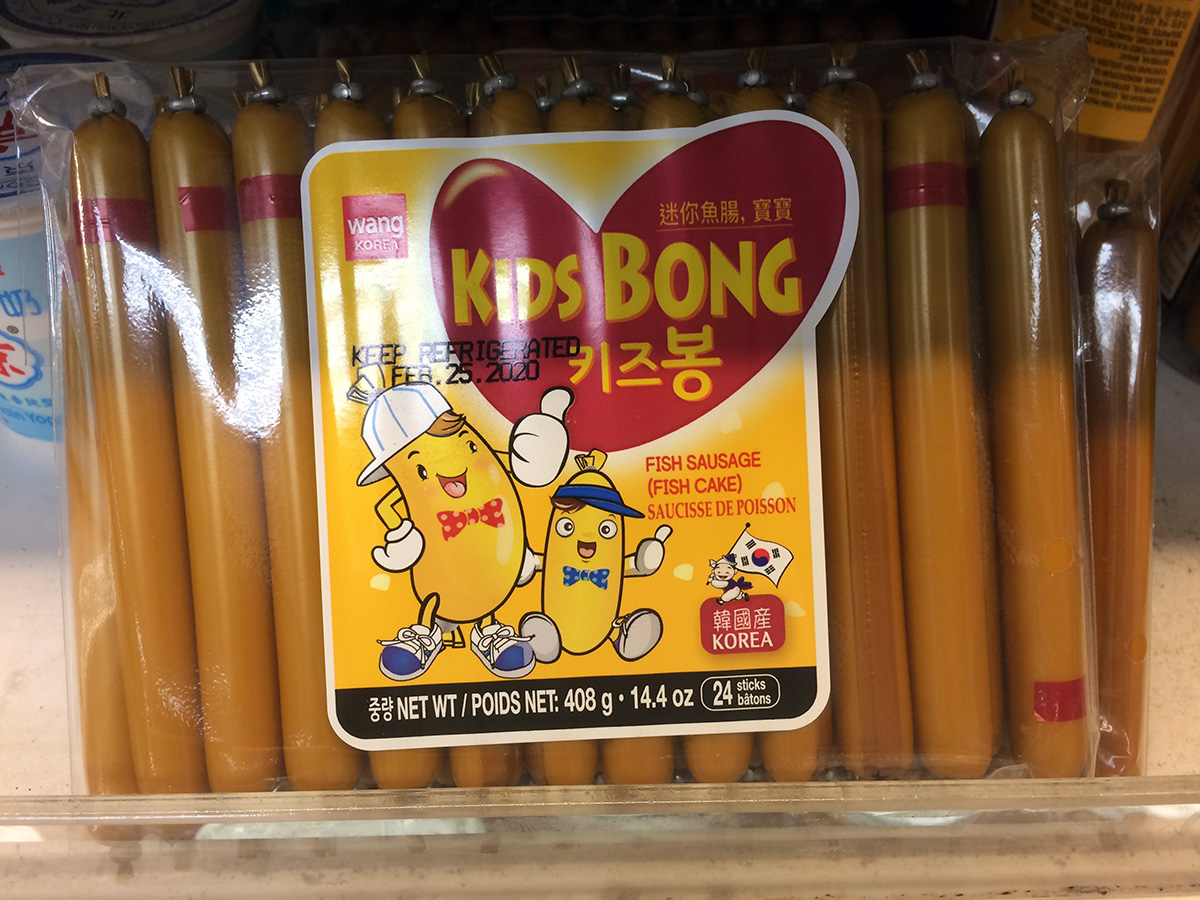 wang
KOREA
迷你魚腸, 寶寶
KIDS BONG
키즈봉
KEEP REFRIGERATED
FEB.25.2020
FISH SAUSAGE
(FISH CAKE)
SAUCISSE DE POISSON
韓國産
KOREA
중량 NET WT / POIDS NET: 408 g • 14.4 oz 24 sticks
bâtons